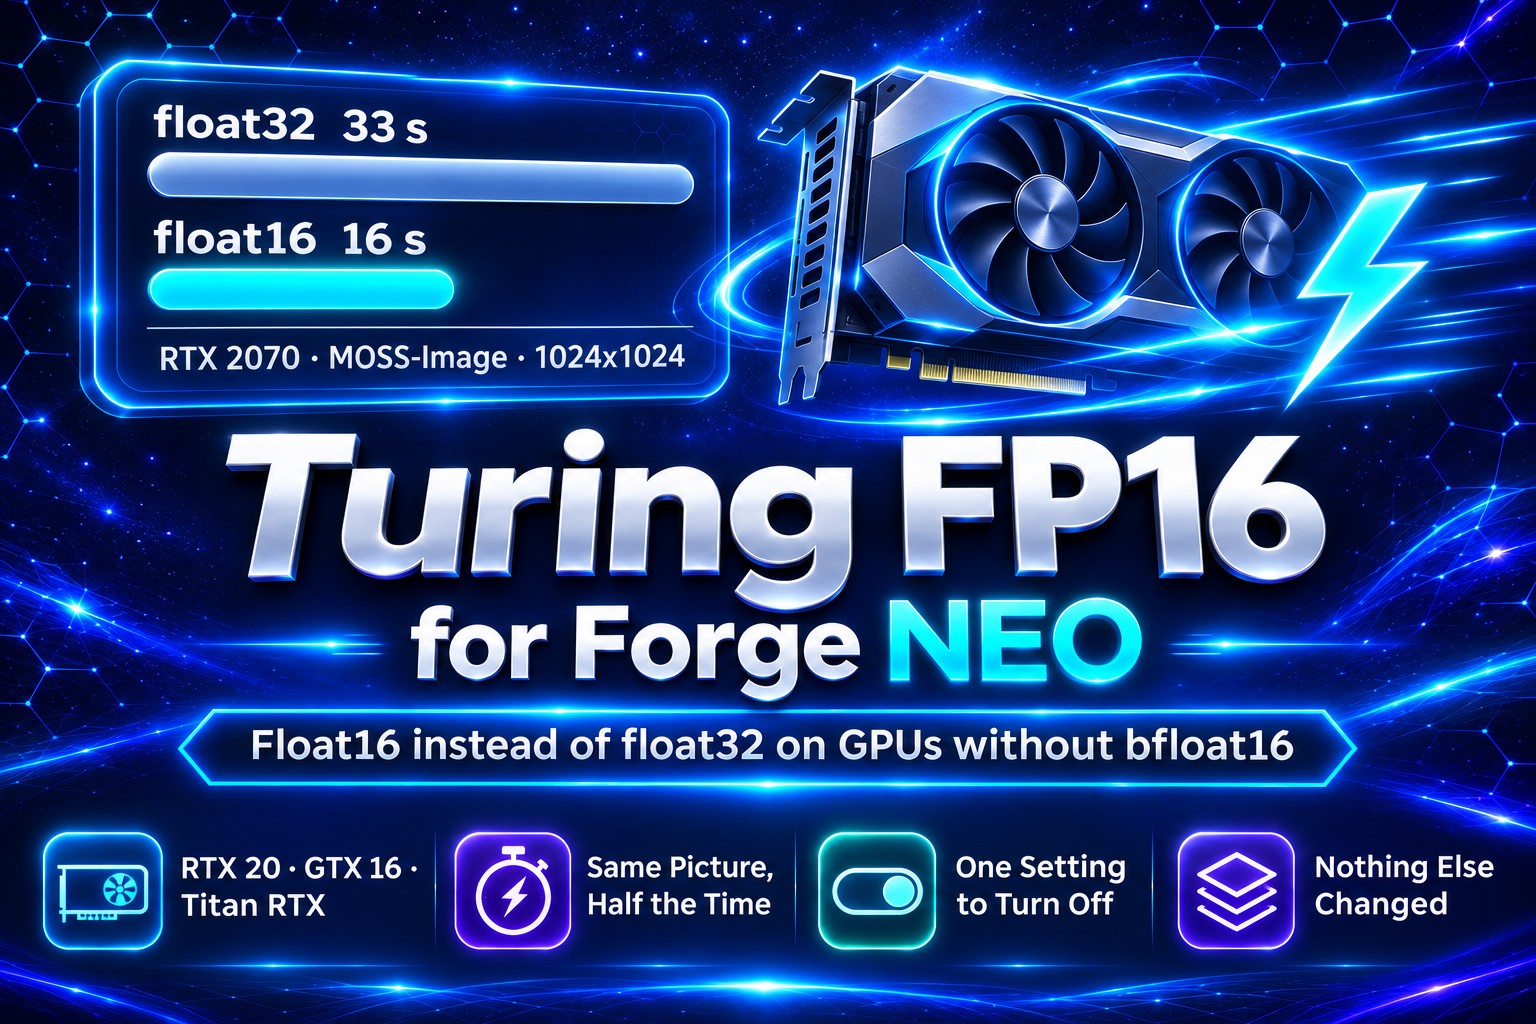 float32 33 s
float16 16 s
RTX 2070 · MOSS-Image · 1024x1024
Turing FP16
for Forge NEO
Float16 instead of float32 on GPUs without bfloat16
RTX 20 · GTX 16 ·
Titan RTX
Same Picture,
Half the Time
One Setting
to Turn Off
Nothing Else
Changed